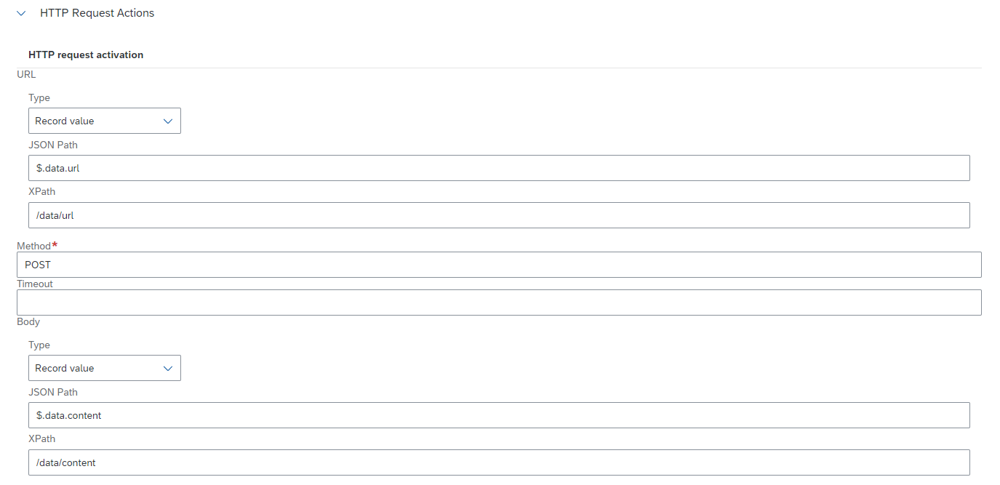 HTTP Request Actions
HTTP request activation
URL
Type
Record value
JSON Path
$.data.url
XPath
/data/url
Method*
POST
Timeout
Body
Type
Record value
JSON Path
$.data.content
XPath
/data/content